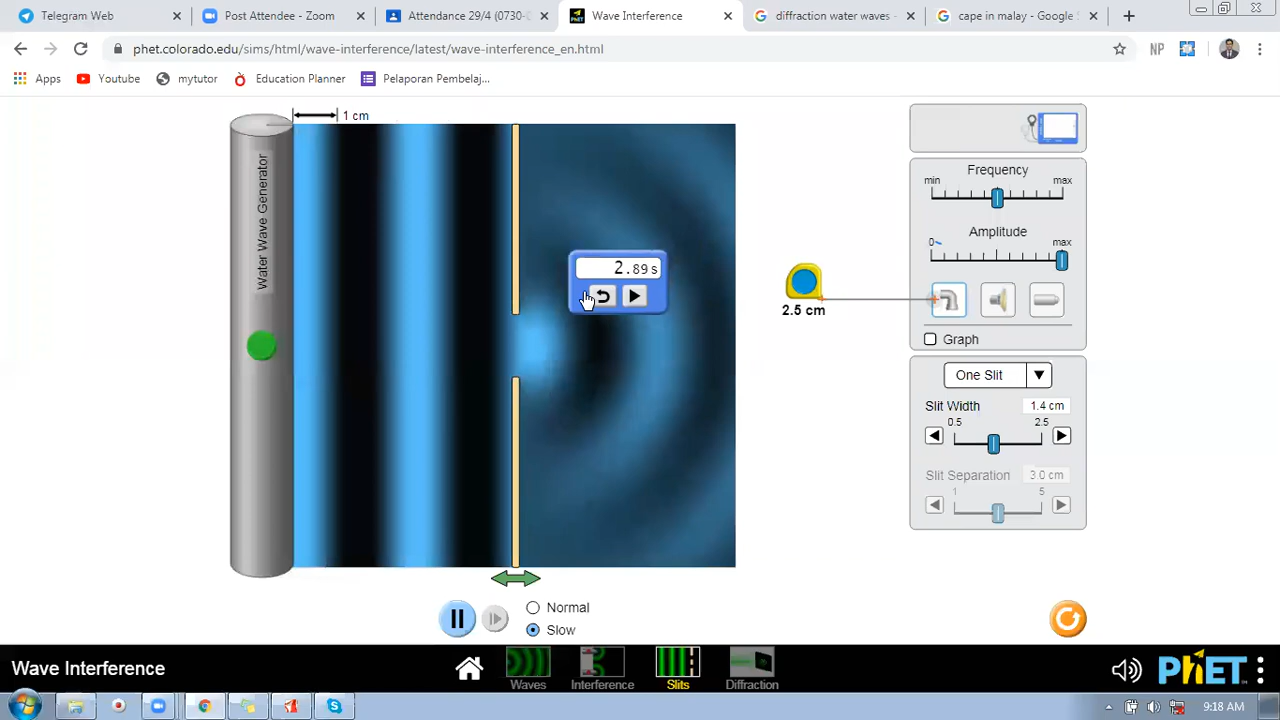 Telegram Web
Post Attendee - Zoom
Attendance 29/4 (0730-0
Wave Interference
diffraction water waves -
cape in malay - Google S
phet.colorado.edu/sims/html/wave-interference/latest/wave-interference_en.html
NP
Apps
Youtube
mytutor
Education Planner
Pelaporan Pembelaj...
1 cm
Water Wave Generator
2.89 s
2.5 cm
Frequency
min
max
Amplitude
0
max
Graph
One Slit
Slit Width
1.4 cm
0.5
2.5
Slit Separation
3.0 cm
1
5
Normal
Slow
Wave Interference
Waves
Interference
Slits
Diffraction
PhET
9:18 AM